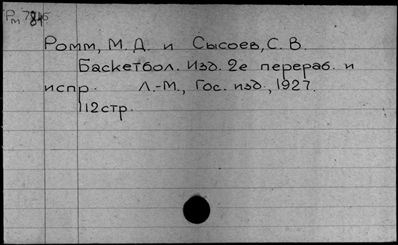 Ромм, М. Д. и Сысоев, С. В.
Баскетбол. Изд. 2е перераб. и
испр. Л.-М., Гос. изд., 1927.
112стр.